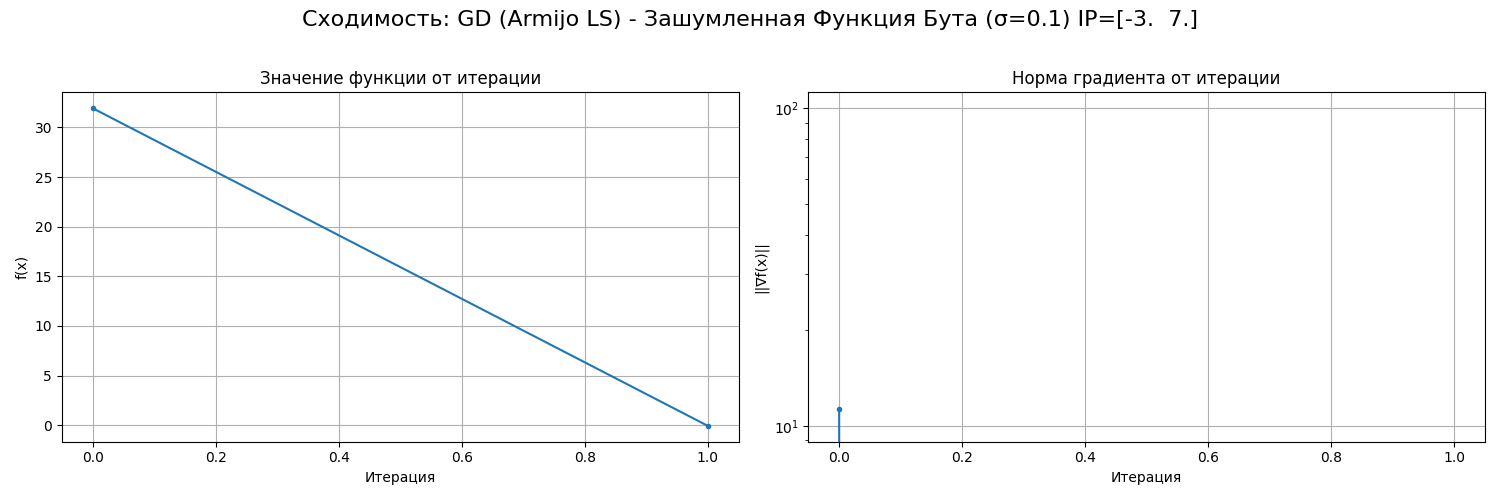 Сходимость: GD (Armijo LS) - Зашумленная Функция Бута (σ=0.1) IP=[-3.  7.]
Значение функции от итерации
f(x)
30
25
20
15
10
5
0
0.0 0.2 0.4 0.6 0.8 1.0
Итерация
Норма градиента от итерации
||∇f(x)||
10²
10¹
0.0 0.2 0.4 0.6 0.8 1.0
Итерация